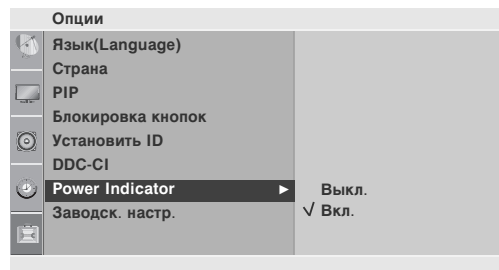 Опции
Язык(Language)
Страна
PIP
Блокировка кнопок
Установить ID
DDC-CI
Power Indicator ► Выкл.
Заводск. настр. √ Вкл.